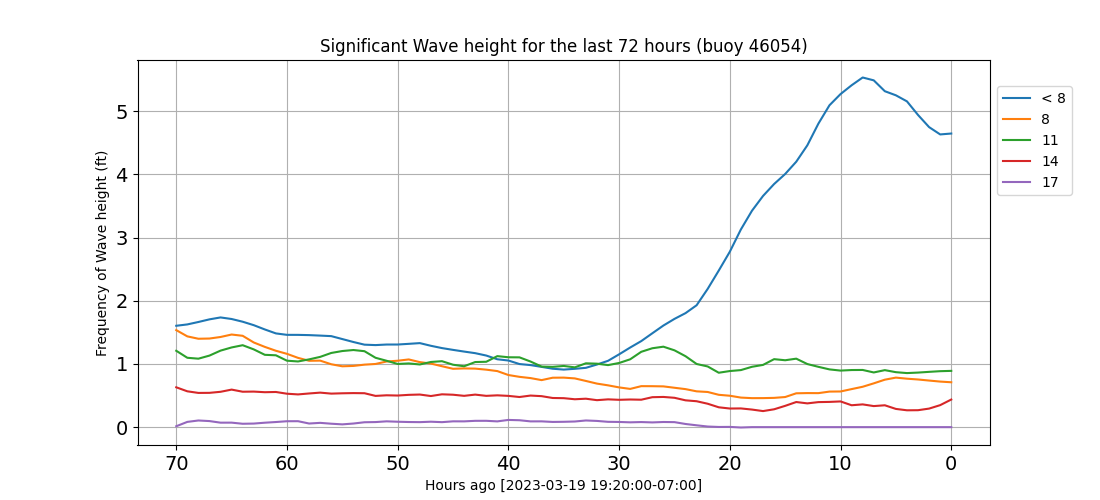 Significant Wave height for the last 72 hours (buoy 46054)
Frequency of Wave height (ft)
5
4
3
2
1
0
70 60 50 40 30 20 10 0
Hours ago [2023-03-19 19:20:00-07:00]
< 8
8
11
14
17